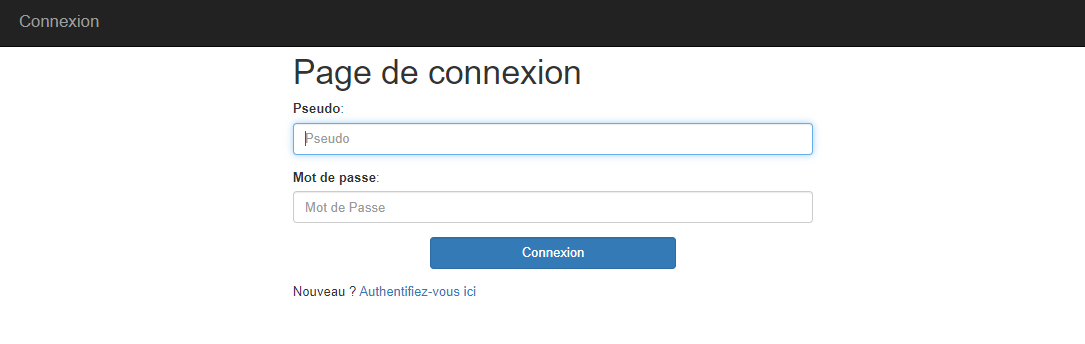 Connexion
Page de connexion
Pseudo:
Pseudo
Mot de passe:
Mot de Passe
Connexion
Nouveau ? Authentifiez-vous ici